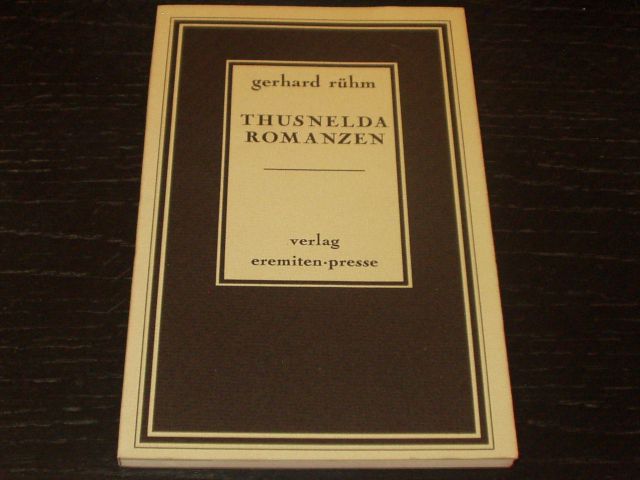 gerhard rühm
THUSNELDA
ROMANZEN
verlag
eremiten·presse